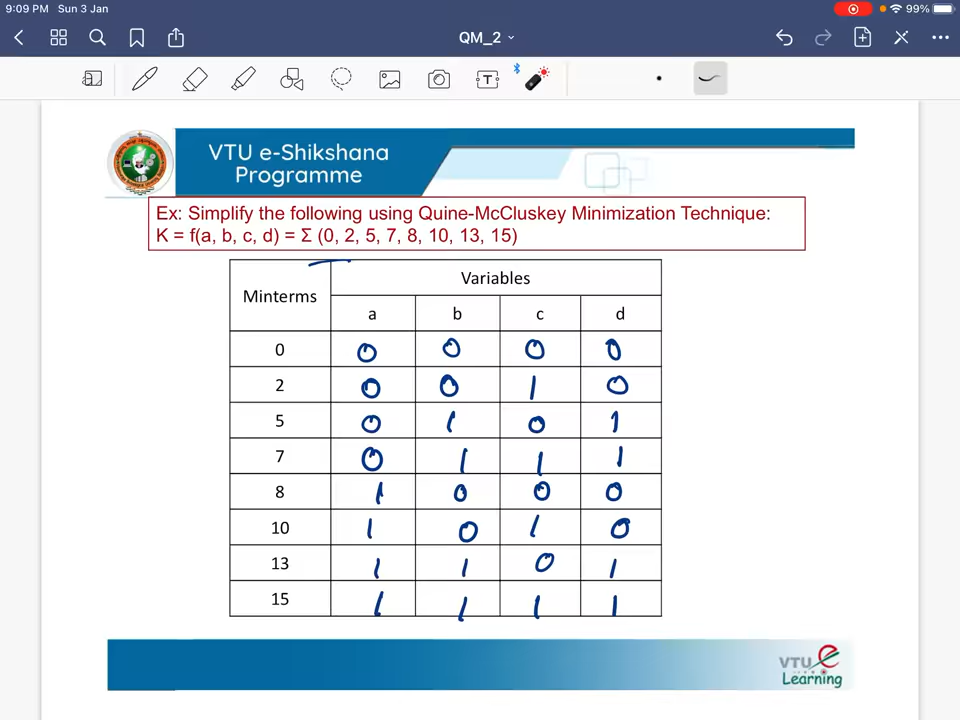 9:09 PM Sun 3 Jan 99%
QM_2
T
VTU e-Shikshana
Programme
Ex: Simplify the following using Quine-McCluskey Minimization Technique:
K = f(a, b, c, d) = Σ (0, 2, 5, 7, 8, 10, 13, 15)
Minterms Variables
a b c d
0 0 0 0 0
2 0 0 1 0
5 0 1 0 1
7 0 1 1 1
8 1 0 0 0
10 1 0 1 0
13 1 1 0 1
15 1 1 1 1
VTU e
Learning